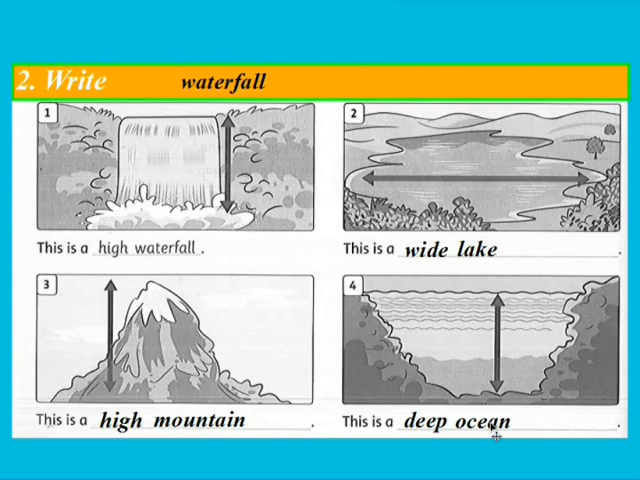 2. Write waterfall
1
2
This is a high waterfall.
This is a wide lake.
3
4
This is a high mountain.
This is a deep ocean.